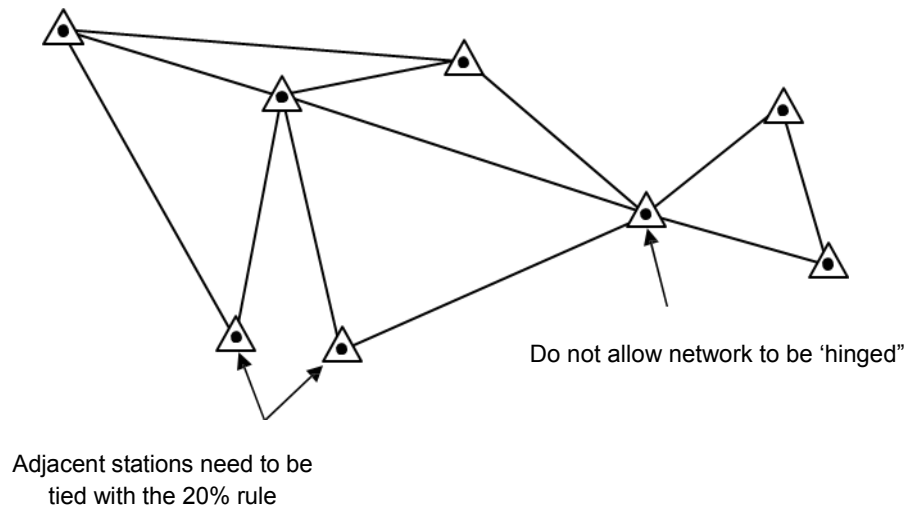 Do not allow network to be ‘hinged”
Adjacent stations need to be
tied with the 20% rule